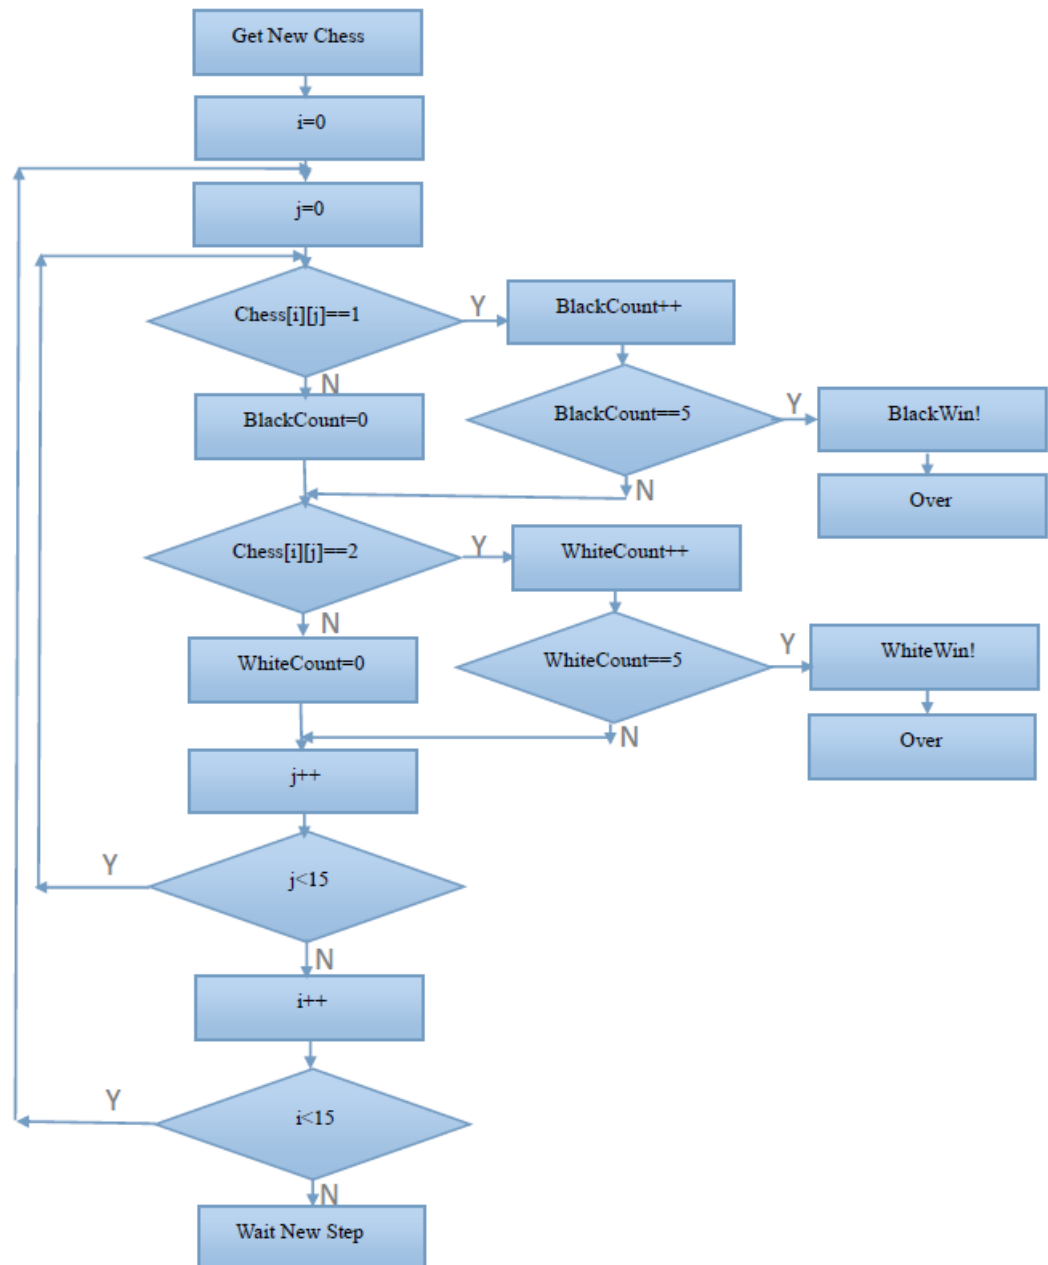 Get New Chess
i=0
j=0
Chess[i][j]==1
Y
BlackCount++
N
BlackCount=0
BlackCount==5
Y
BlackWin!
N
Over
Chess[i][j]==2
Y
WhiteCount++
N
WhiteCount=0
WhiteCount==5
Y
WhiteWin!
N
Over
j++
Y
j<15
N
i++
Y
i<15
N
Wait New Step